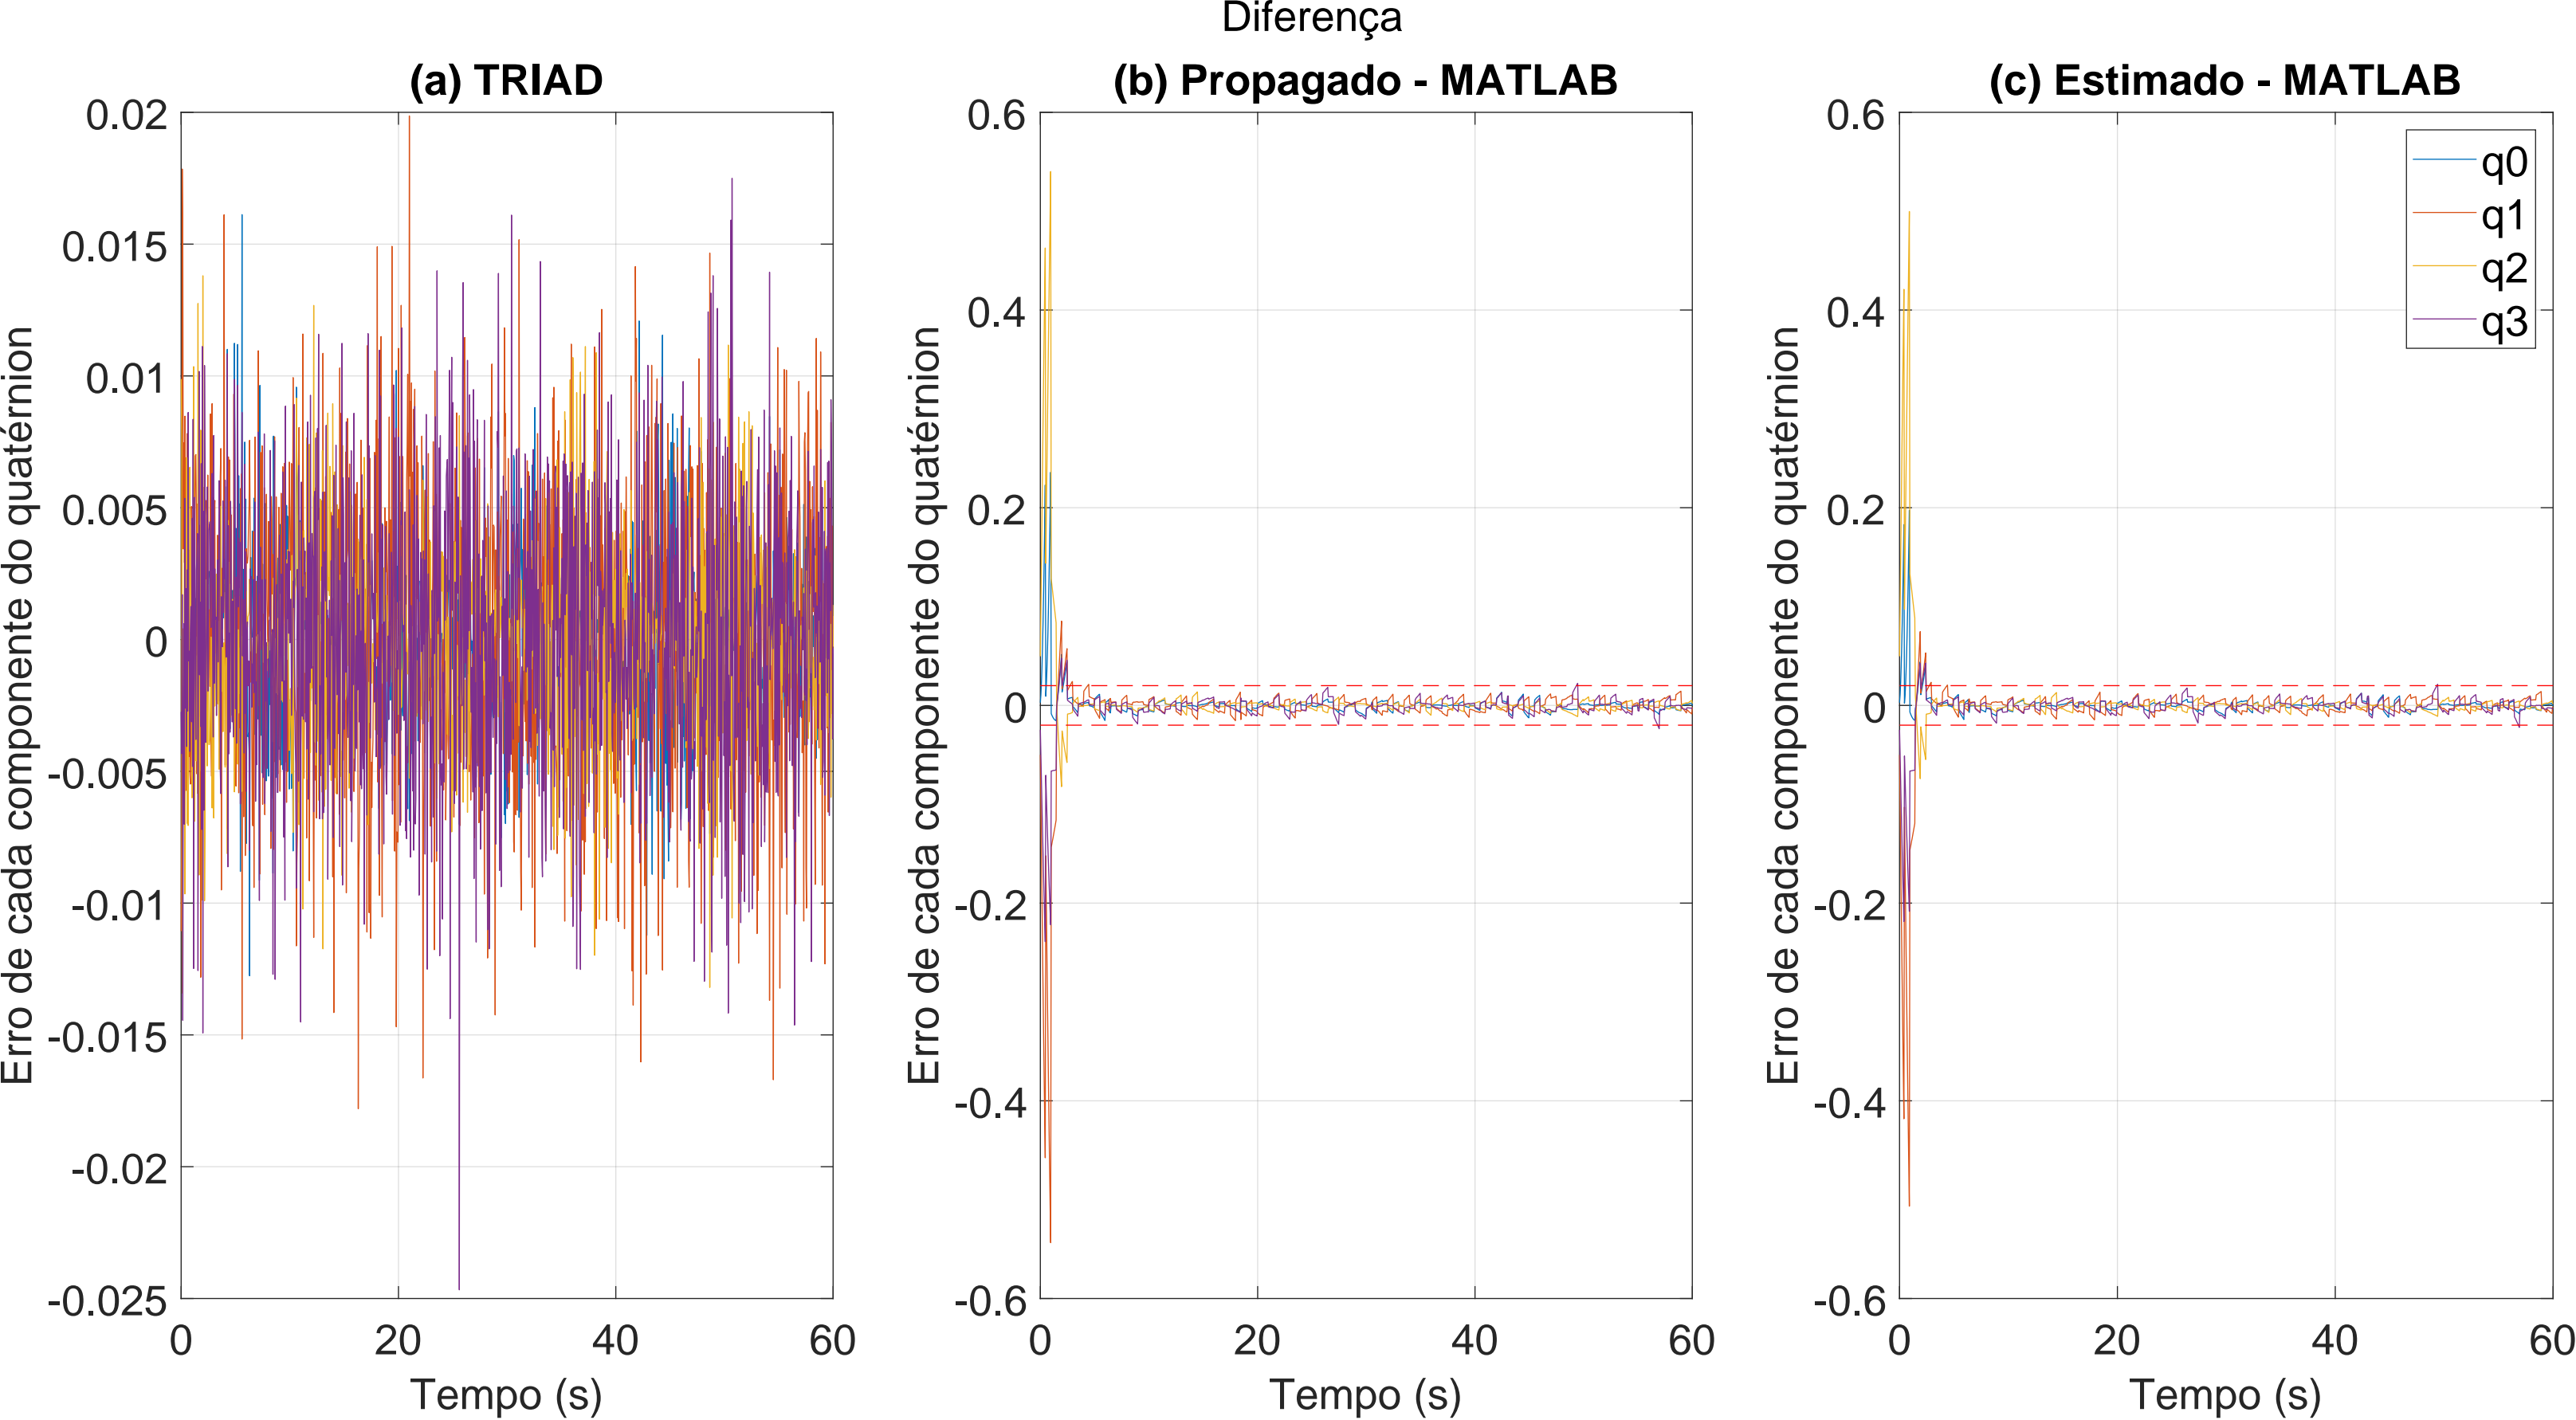 Diferença
(a) TRIAD
Erro de cada componente do quatérnion
0.02
0.015
0.01
0.005
0
-0.005
-0.01
-0.015
-0.02
-0.025
0 20 40 60
Tempo (s)
(b) Propagado - MATLAB
Erro de cada componente do quatérnion
0.6
0.4
0.2
0
-0.2
-0.4
-0.6
0 20 40 60
Tempo (s)
(c) Estimado - MATLAB
Erro de cada componente do quatérnion
0.6
0.4
0.2
0
-0.2
-0.4
-0.6
0 20 40 60
Tempo (s)
q0
q1
q2
q3